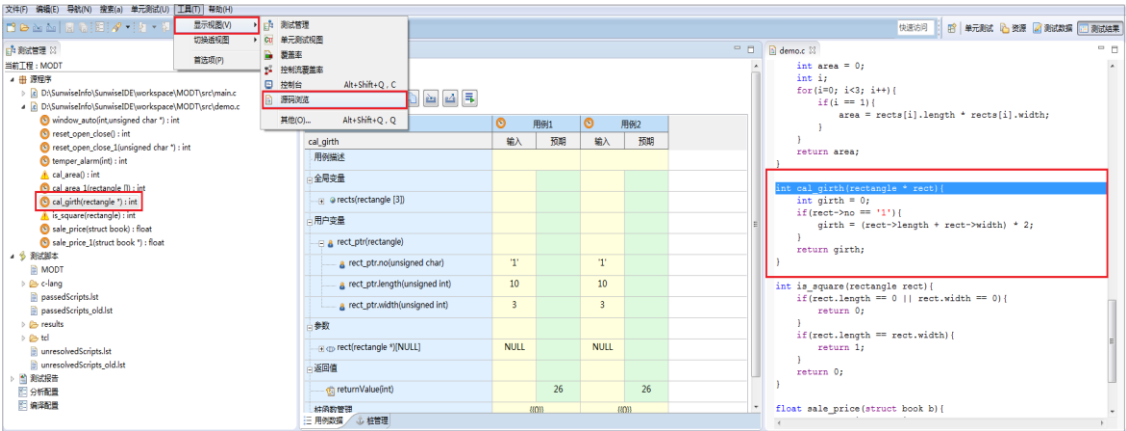 文件(F) 编辑(E) 导航(N) 搜索(a) 单元测试(U) 工具(T) 帮助(H)
显示视图(V)
切换透视图
首选项(P)
测试管理
单元测试视图
覆盖率
控制流覆盖率
控制台 Alt+Shift+Q , C
源码浏览
其他(O)... Alt+Shift+Q , Q
快速访问 单元测试 资源 测试数据 测试结果
测试管理
当前工程：MODT
源程序
D:\SunwiseInfo\SunwiseIDE\workspace\MODT\src\main.c
D:\SunwiseInfo\SunwiseIDE\workspace\MODT\src\demo.c
window_auto(int,unsigned char *) : int
reset_open_close() : int
reset_open_close_1(unsigned char *) : int
temper_alarm(int) : int
cal_area() : int
cal_area_1(rectangle []) : int
cal_girth(rectangle *) : int
is_square(rectangle) : int
sale_price(struct book) : float
sale_price_1(struct book *) : float
测试脚本
MODT
c-lang
passedScripts.lst
passedScripts_old.lst
results
tcl
unresolvedScripts.lst
unresolvedScripts_old.lst
测试报告
分析配置
编译配置
用例1 用例2
cal_girth 输入 预期 输入 预期
用例描述
全局变量
rects(rectangle [3])
用户变量
rect_ptr(rectangle)
rect_ptr.no(unsigned char) '1' '1'
rect_ptr.length(unsigned int) 10 10
rect_ptr.width(unsigned int) 3 3
参数
rect(rectangle *)[NULL] NULL NULL
返回值
returnValue(int) 26 26
桩函数管理 {{0}} {{0}}
用例数据 桩管理
demo.c
int area = 0;
int i;
for(i=0; i<3; i++){
if(i == 1){
area = rects[i].length * rects[i].width;
}
}
return area;
}
int cal_girth(rectangle * rect){
int girth = 0;
if(rect->no == '1'){
girth = (rect->length + rect->width) * 2;
}
return girth;
}
int is_square(rectangle rect){
if(rect.length == 0 || rect.width == 0){
return 0;
}
if(rect.length == rect.width){
return 1;
}
return 0;
}
float sale_price(struct book b){